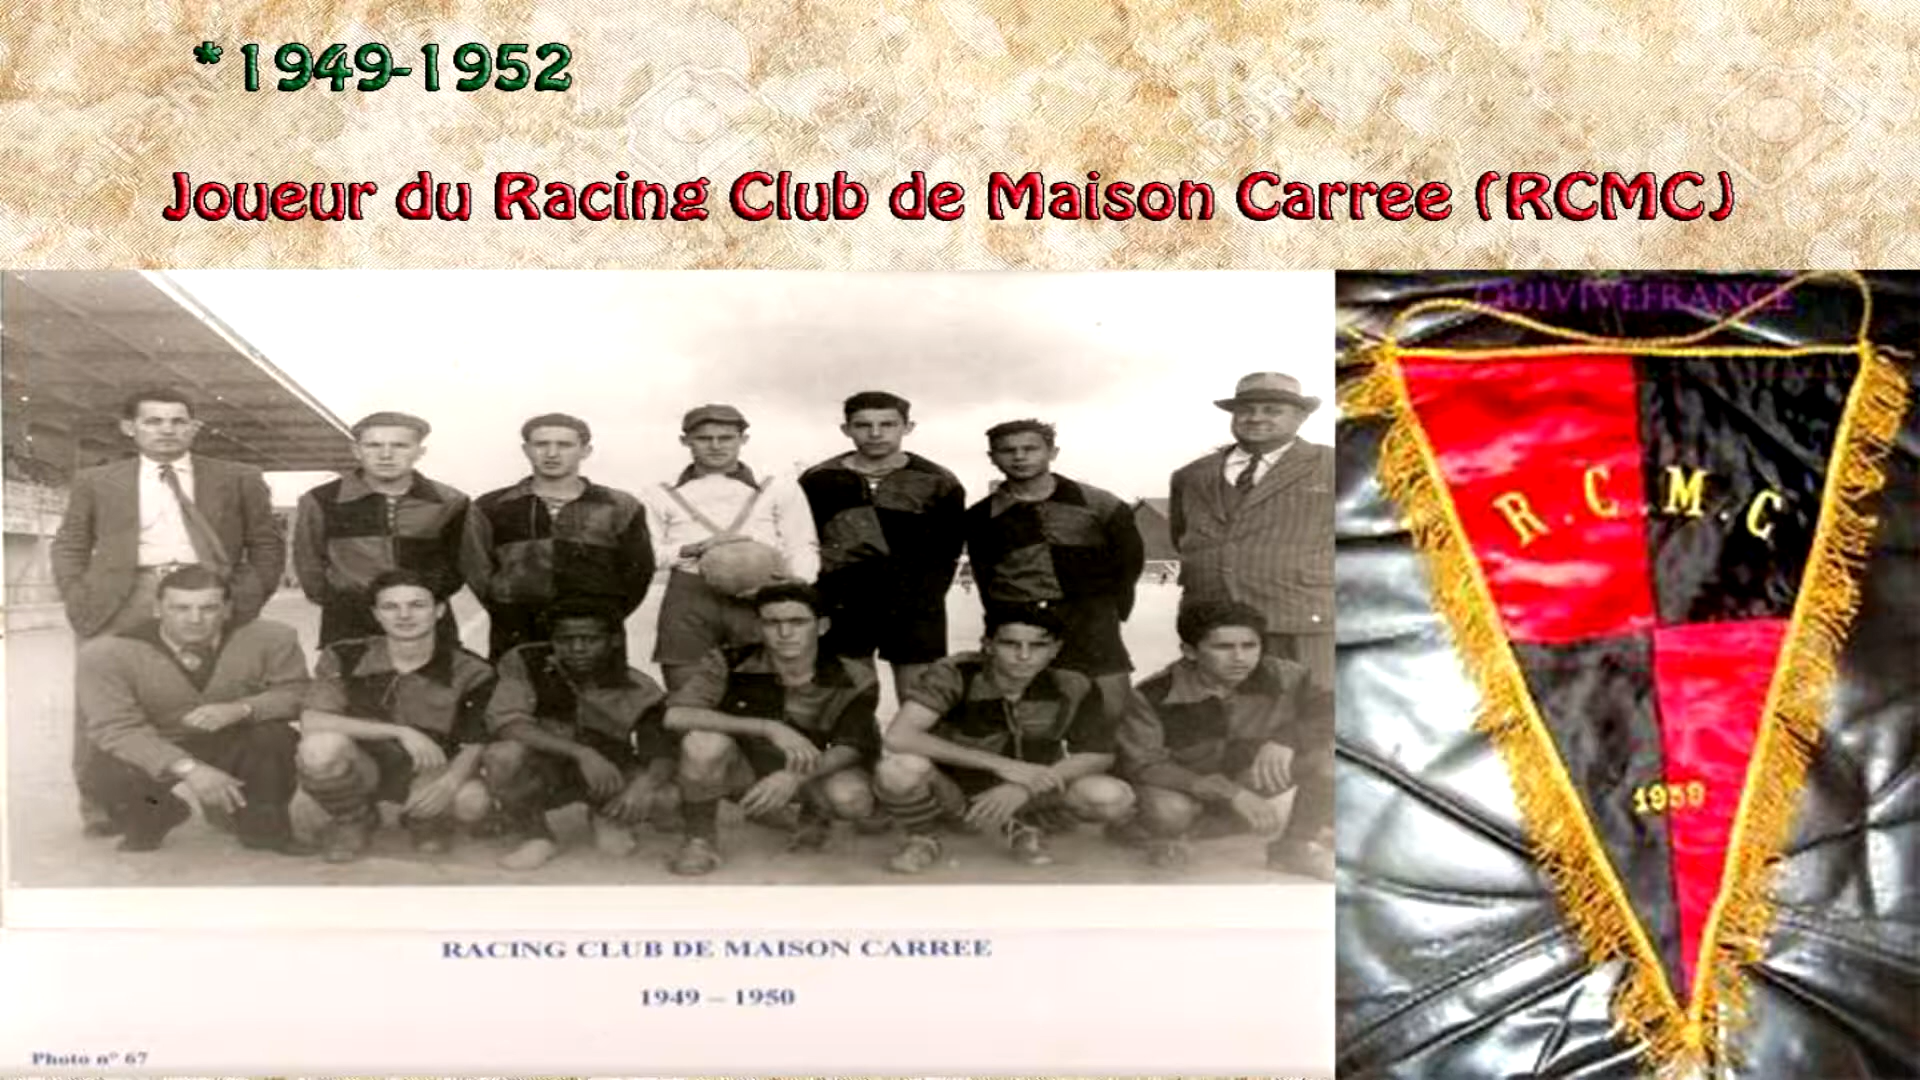 *1949-1952
Joueur du Racing Club de Maison Carree (RCMC)
QUIVIVEFRANCE
R.C.M.C
1959
RACING CLUB DE MAISON CARREE
1949 – 1950
Photo n° 67